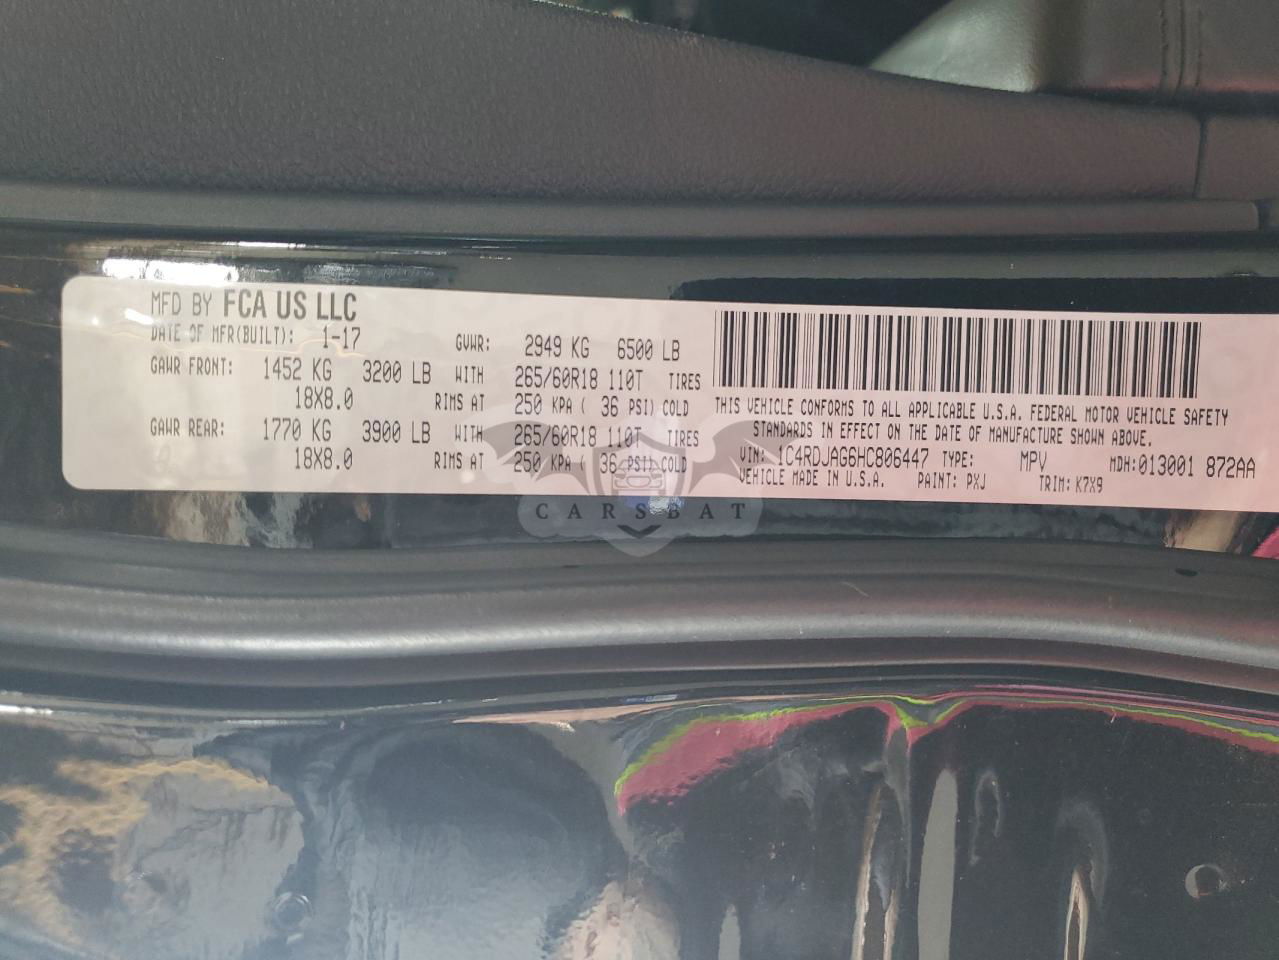 MFD BY FCA US LLC
DATE OF MFR(BUILT): 1-17 GVWR: 2949 KG 6500 LB
GAWR FRONT: 1452 KG 3200 LB WITH 265/60R18 110T TIRES
18X8.0 RIMS AT 250 KPA ( 36 PSI) COLD
GAWR REAR: 1770 KG 3900 LB WITH 265/60R18 110T TIRES
18X8.0 RIMS AT 250 KPA ( 36 PSI) COLD
THIS VEHICLE CONFORMS TO ALL APPLICABLE U.S.A. FEDERAL MOTOR VEHICLE SAFETY
STANDARDS IN EFFECT ON THE DATE OF MANUFACTURE SHOWN ABOVE.
VIN: 1C4RDJAG6HC806447 TYPE: MPV MDH: 013001 872AA
VEHICLE MADE IN U.S.A. PAINT: PXJ TRIM: K7X9
CARSBAT